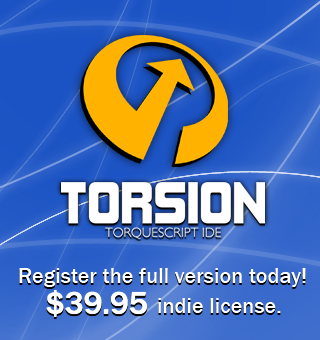 TORSION
TORQUESCRIPT IDE
Register the full version today!
$39.95 indie license.